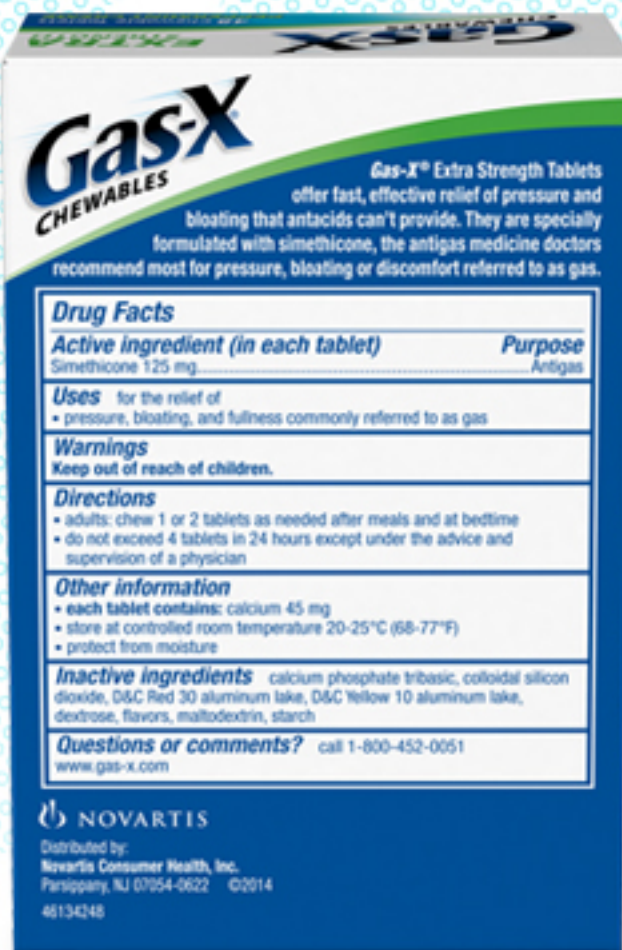 EXTRA
Gas-X
CHEWABLES
Gas-X
CHEWABLES
Gas-X® Extra Strength Tablets
offer fast, effective relief of pressure and
bloating that antacids can't provide. They are specially
formulated with simethicone, the antigas medicine doctors
recommend most for pressure, bloating or discomfort referred to as gas.
Drug Facts
Active ingredient (in each tablet) Purpose
Simethicone 125 mg Antigas
Uses for the relief of
• pressure, bloating, and fullness commonly referred to as gas
Warnings
Keep out of reach of children.
Directions
• adults: chew 1 or 2 tablets as needed after meals and at bedtime
• do not exceed 4 tablets in 24 hours except under the advice and
supervision of a physician
Other information
• each tablet contains: calcium 45 mg
• store at controlled room temperature 20-25°C (68-77°F)
• protect from moisture
Inactive ingredients calcium phosphate tribasic, colloidal silicon
dioxide, D&C Red 30 aluminum lake, D&C Yellow 10 aluminum lake,
dextrose, flavors, maltodextrin, starch
Questions or comments? call 1-800-452-0051
www.gas-x.com
NOVARTIS
Distributed by:
Novartis Consumer Health, Inc.
Parsippany, NJ 07054-0622 ©2014
46134248